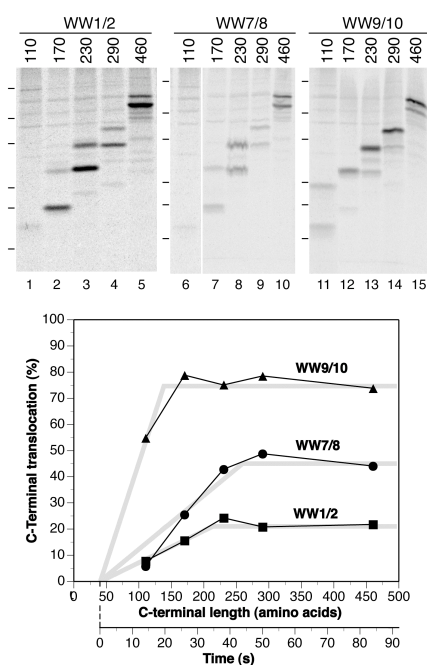 WW1/2 WW7/8 WW9/10
110 170 230 290 460 110 170 230 290 460 110 170 230 290 460
1 2 3 4 5 6 7 8 9 10 11 12 13 14 15
100
90
80
70
60
50
40
30
20
10
0
C-Terminal translocation (%)
WW9/10
WW7/8
WW1/2
0 50 100 150 200 250 300 350 400 450 500
C-terminal length (amino acids)
0 10 20 30 40 50 60 70 80 90
Time (s)